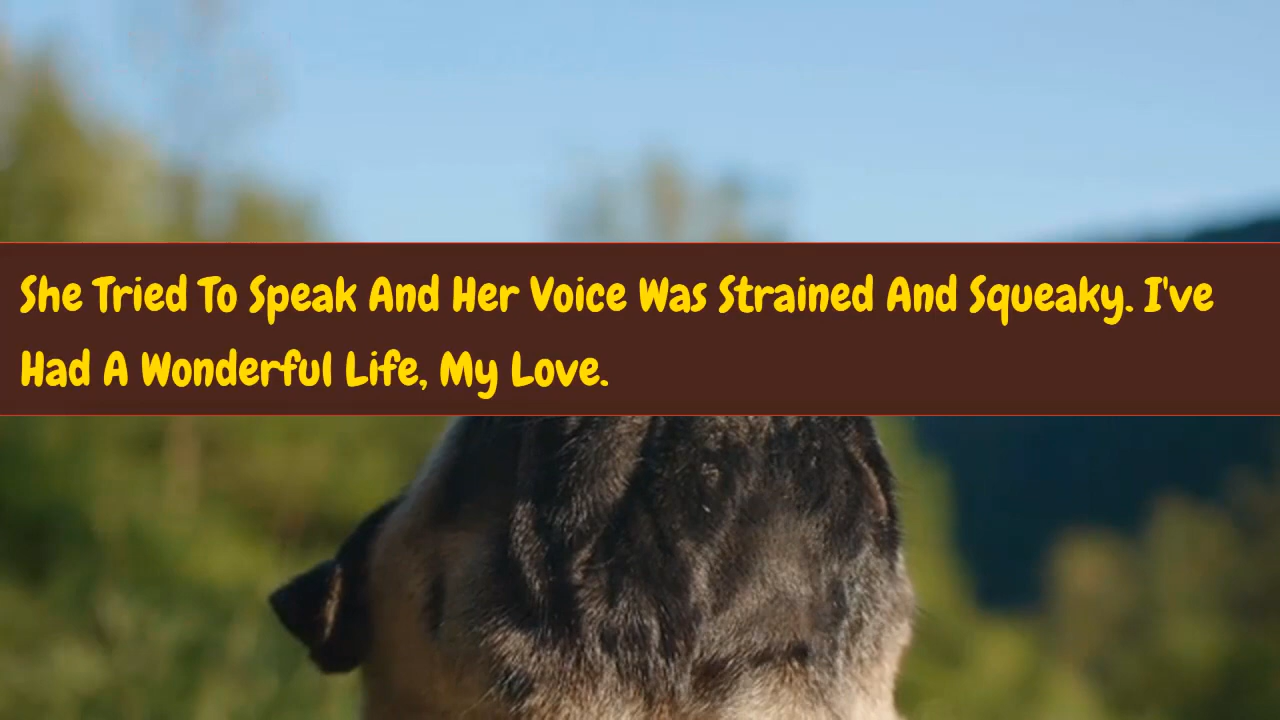 She Tried To Speak And Her Voice Was Strained And Squeaky. I've
Had A Wonderful Life, My Love.